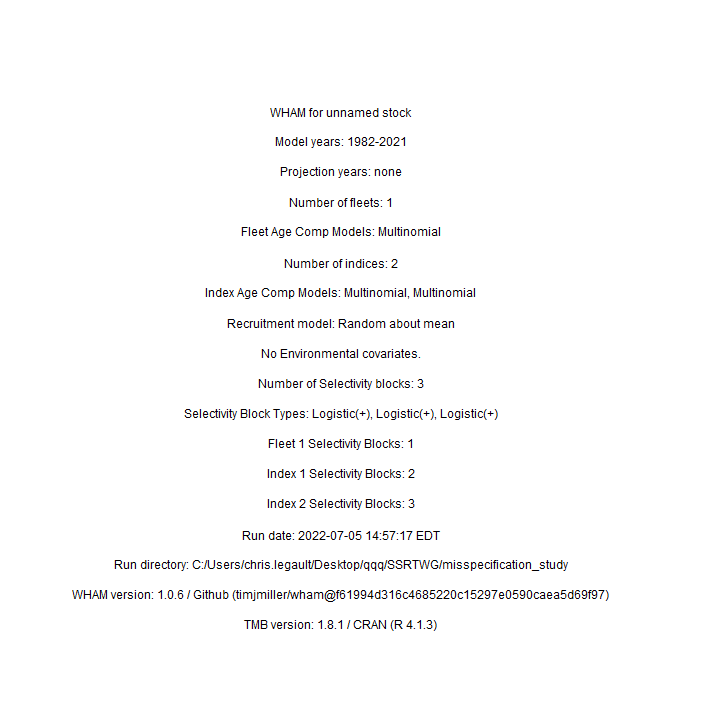 WHAM for unnamed stock
Model years: 1982-2021
Projection years: none
Number of fleets: 1
Fleet Age Comp Models: Multinomial
Number of indices: 2
Index Age Comp Models: Multinomial, Multinomial
Recruitment model: Random about mean
No Environmental covariates.
Number of Selectivity blocks: 3
Selectivity Block Types: Logistic(+), Logistic(+), Logistic(+)
Fleet 1 Selectivity Blocks: 1
Index 1 Selectivity Blocks: 2
Index 2 Selectivity Blocks: 3
Run date: 2022-07-05 14:57:17 EDT
Run directory: C:/Users/chris.legault/Desktop/qqq/SSRTWG/misspecification_study
WHAM version: 1.0.6 / Github (timjmiller/wham@f61994d316c4685220c15297e0590caea5d69f97)
TMB version: 1.8.1 / CRAN (R 4.1.3)